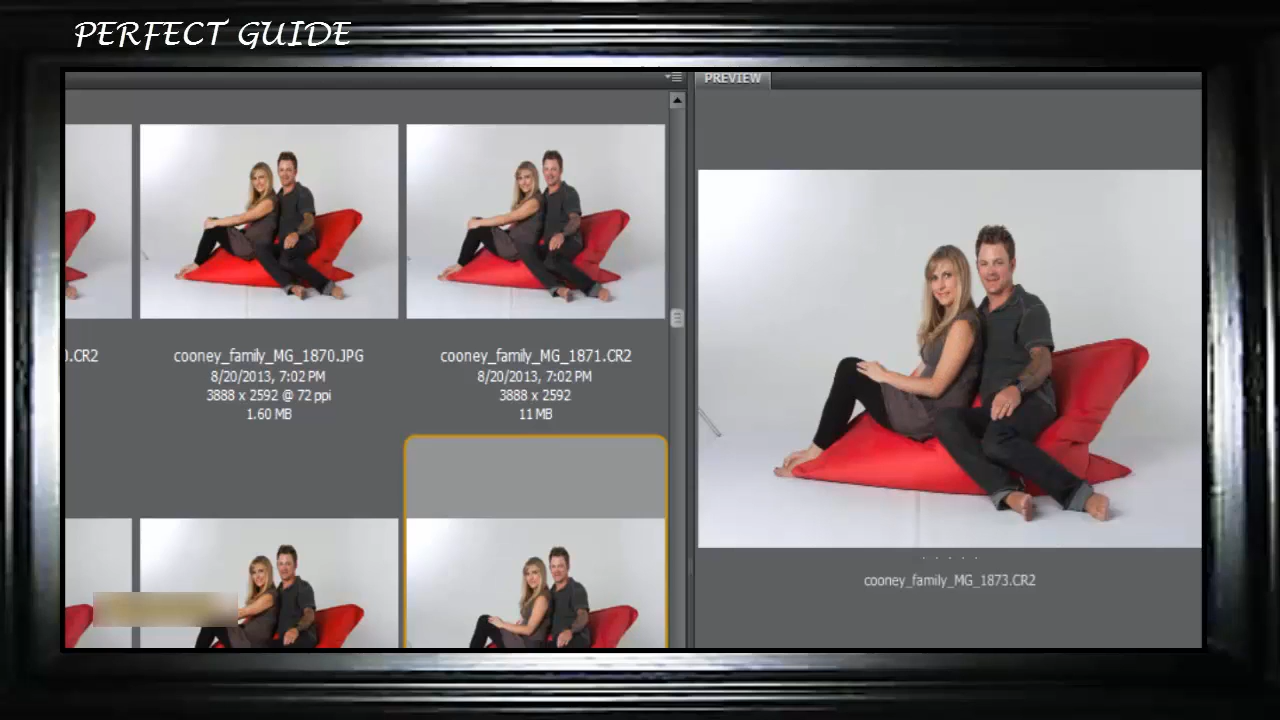 PERFECT GUIDE
PREVIEW
0.CR2
cooney_family_MG_1870.JPG
8/20/2013, 7:02 PM
3888 x 2592 @ 72 ppi
1.60 MB
cooney_family_MG_1871.CR2
8/20/2013, 7:02 PM
3888 x 2592
11 MB
cooney_family_MG_1873.CR2